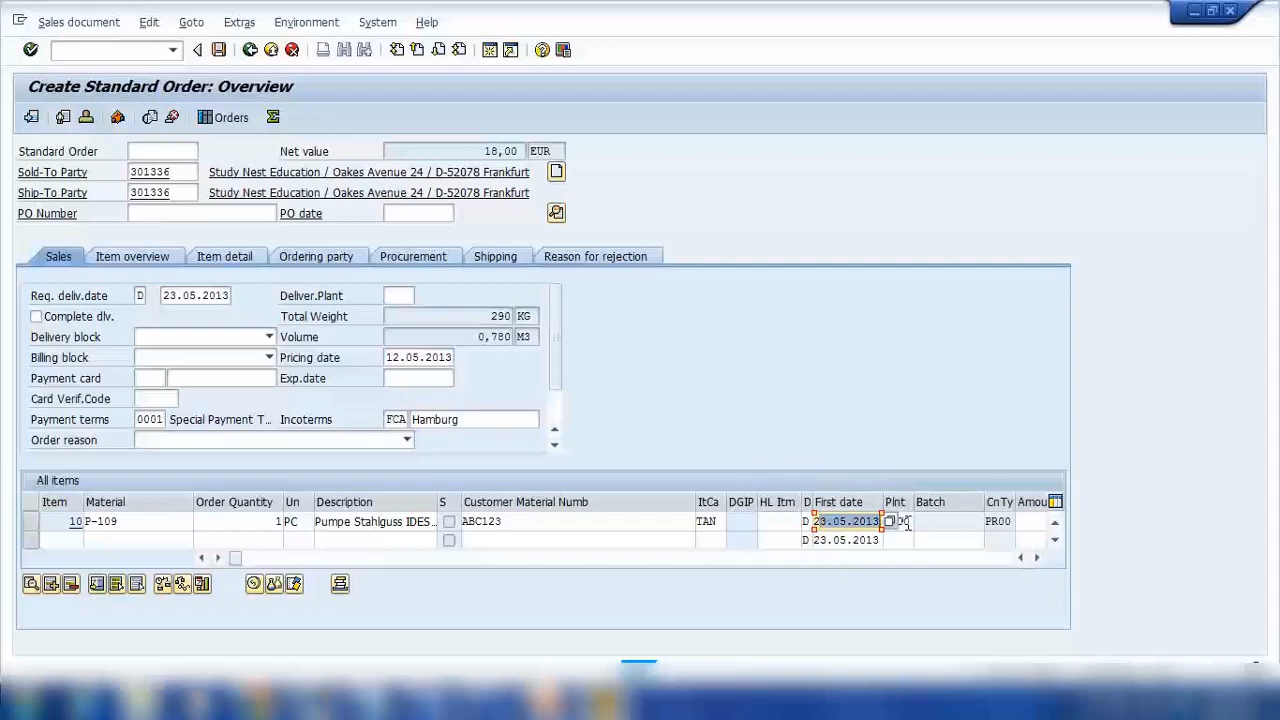 Sales document Edit Goto Extras Environment System Help
Create Standard Order: Overview
Orders
Standard Order Net value 18,00 EUR
Sold-To Party 301336 Study Nest Education / Oakes Avenue 24 / D-52078 Frankfurt
Ship-To Party 301336 Study Nest Education / Oakes Avenue 24 / D-52078 Frankfurt
PO Number PO date
Sales Item overview Item detail Ordering party Procurement Shipping Reason for rejection
Req. deliv.date D 23.05.2013 Deliver.Plant
Complete dlv. Total Weight 290 KG
Delivery block Volume 0,780 M3
Billing block Pricing date 12.05.2013
Payment card Exp.date
Card Verif.Code
Payment terms 0001 Special Payment T... Incoterms FCA Hamburg
Order reason
All items
Item Material Order Quantity Un Description S Customer Material Numb ItCa DGIP HL Itm D First date Plnt Batch CnTy Amou
10 P-109 1 PC Pumpe Stahlguss IDES... ABC123 TAN D 23.05.2013 PR00
D 23.05.2013